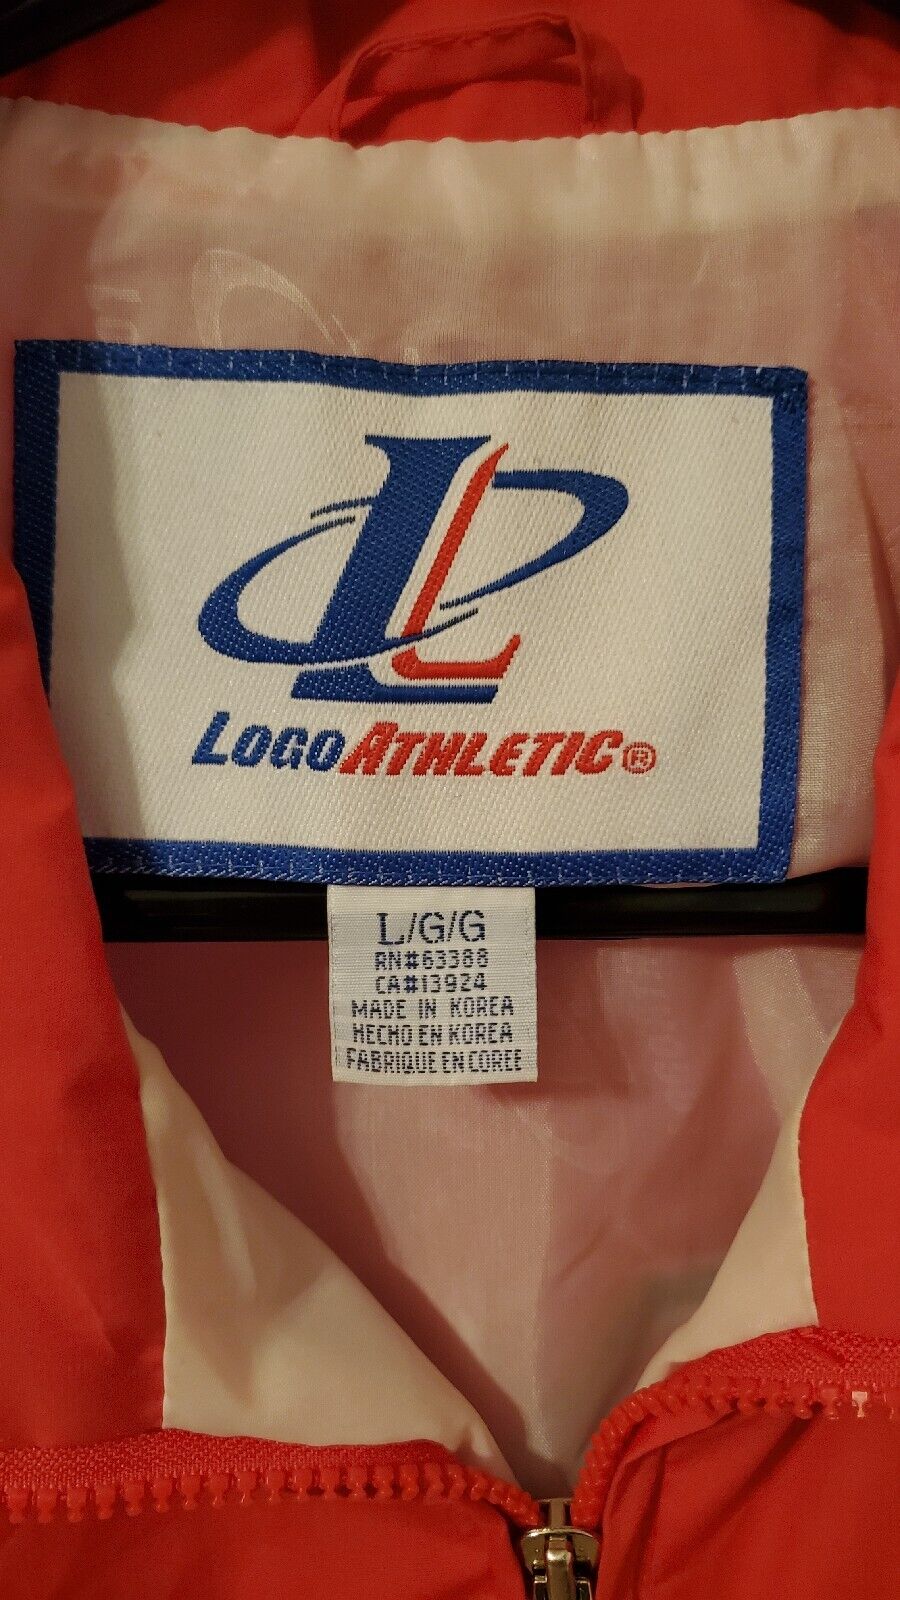 LOGOATHLETIC®
L/G/G
RN#63388
CA#13924
MADE IN KOREA
HECHO EN KOREA
FABRIQUE EN COREE